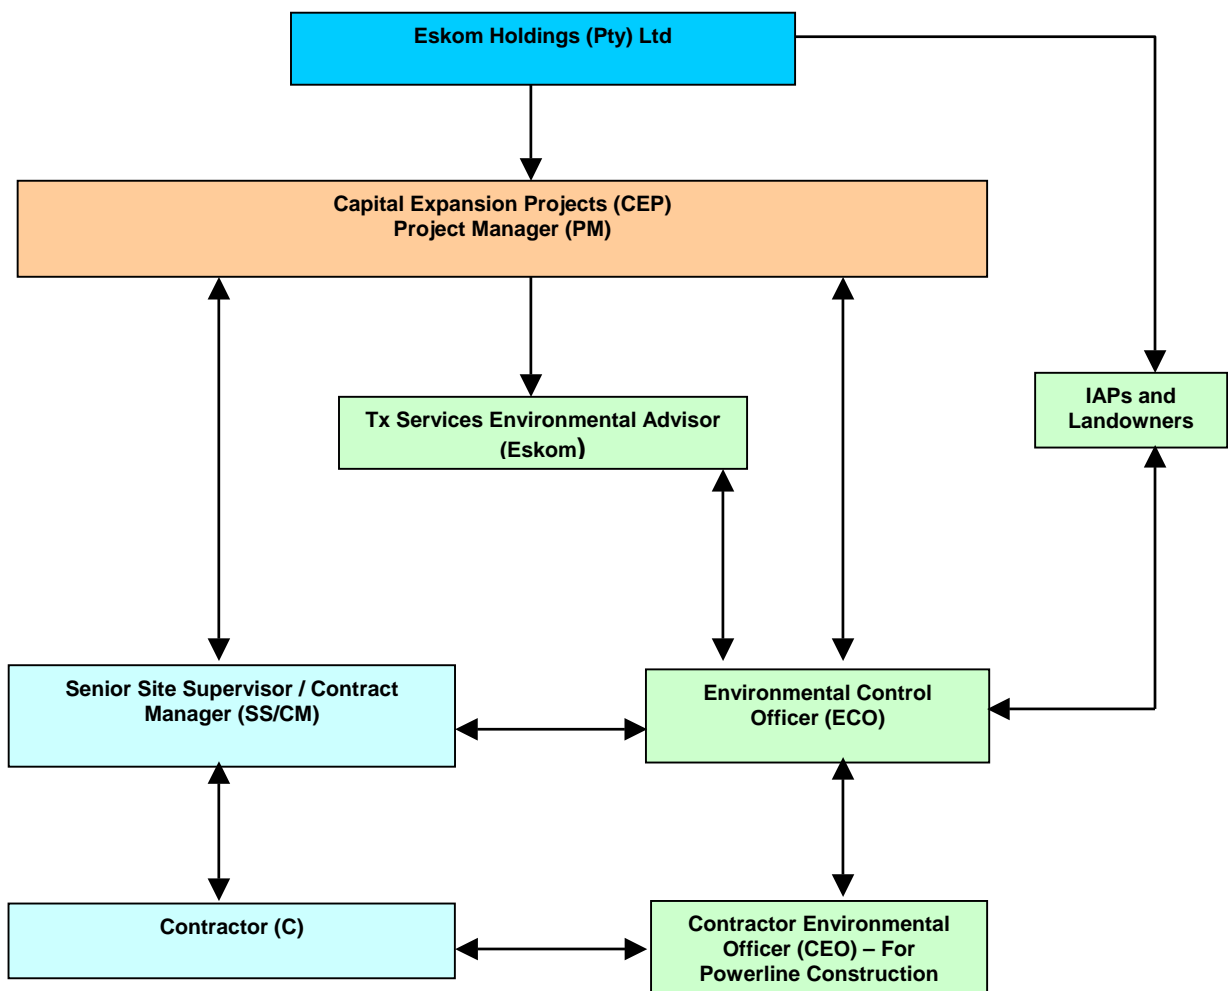 Eskom Holdings (Pty) Ltd
Capital Expansion Projects (CEP)
Project Manager (PM)
Tx Services Environmental Advisor
(Eskom)
IAPs and
Landowners
Senior Site Supervisor / Contract
Manager (SS/CM)
Environmental Control
Officer (ECO)
Contractor (C)
Contractor Environmental
Officer (CEO) – For
Powerline Construction